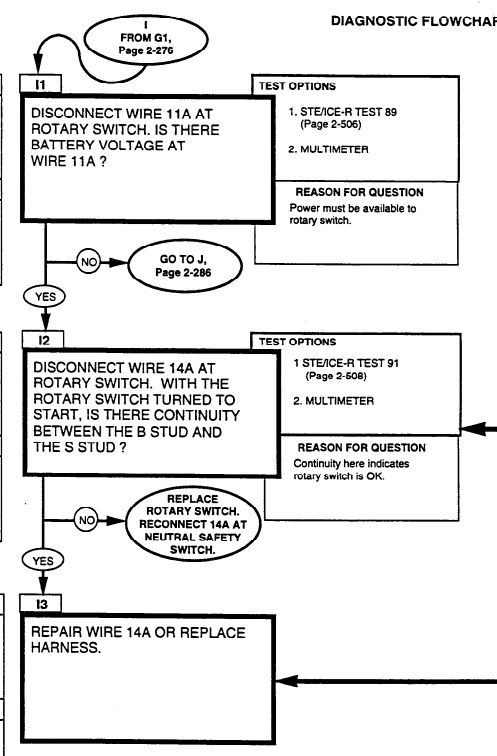 DIAGNOSTIC FLOWCHAR
I
FROM G1,
Page 2-276
I1
DISCONNECT WIRE 11A AT
ROTARY SWITCH. IS THERE
BATTERY VOLTAGE AT
WIRE 11A ?
TEST OPTIONS
1. STE/ICE-R TEST 89
(Page 2-506)
2. MULTIMETER
REASON FOR QUESTION
Power must be available to
rotary switch.
NO
GO TO J,
Page 2-286
YES
I2
DISCONNECT WIRE 14A AT
ROTARY SWITCH. WITH THE
ROTARY SWITCH TURNED TO
START, IS THERE CONTINUITY
BETWEEN THE B STUD AND
THE S STUD ?
TEST OPTIONS
1 STE/ICE-R TEST 91
(Page 2-508)
2. MULTIMETER
REASON FOR QUESTION
Continuity here indicates
rotary switch is OK.
NO
REPLACE
ROTARY SWITCH.
RECONNECT 14A AT
NEUTRAL SAFETY
SWITCH.
YES
I3
REPAIR WIRE 14A OR REPLACE
HARNESS.